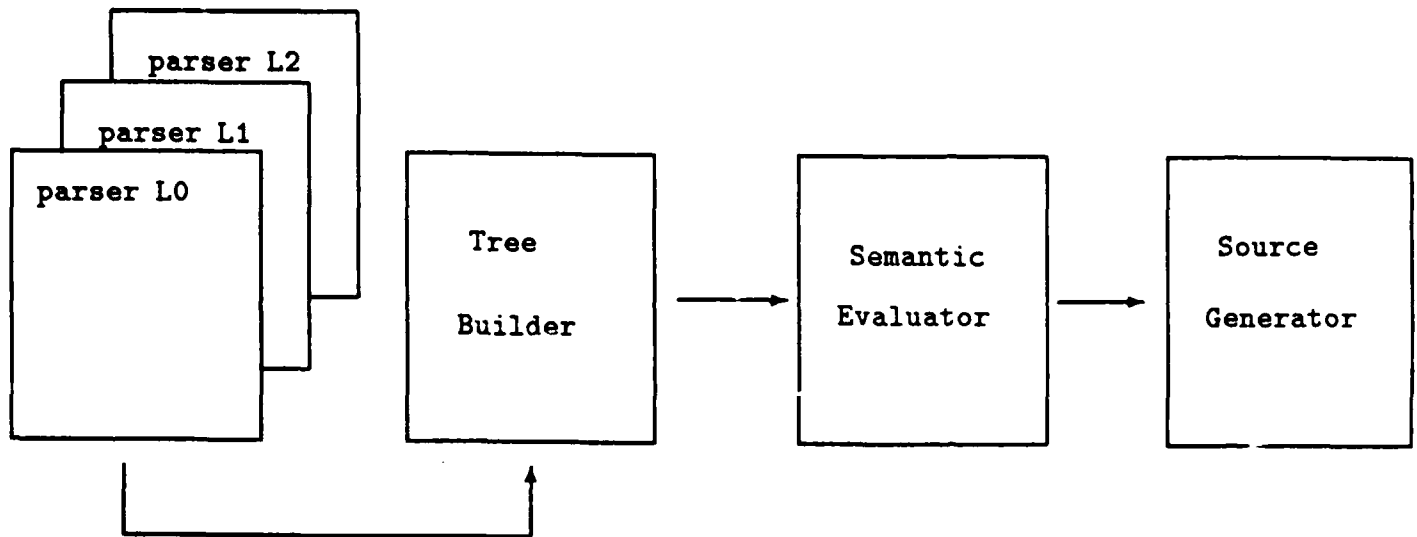 parser L2
parser L1
parser L0
Tree
Builder
Semantic
Evaluator
Source
Generator